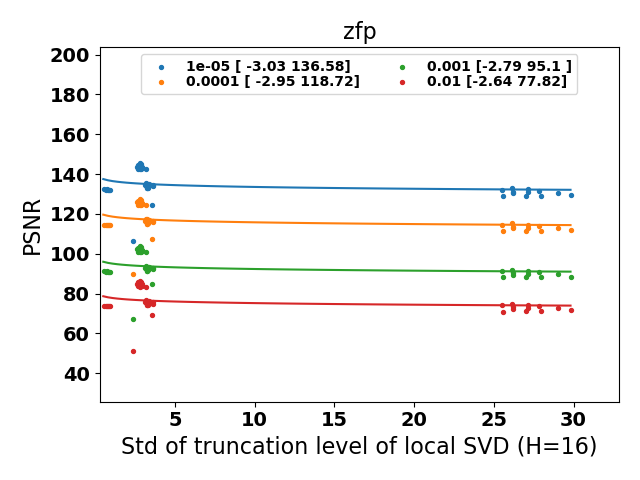 zfp
1e-05 [ -3.03 136.58]
0.0001 [ -2.95 118.72]
0.001 [-2.79 95.1 ]
0.01 [-2.64 77.82]
PSNR
200
180
160
140
120
100
80
60
40
5 10 15 20 25 30
Std of truncation level of local SVD (H=16)